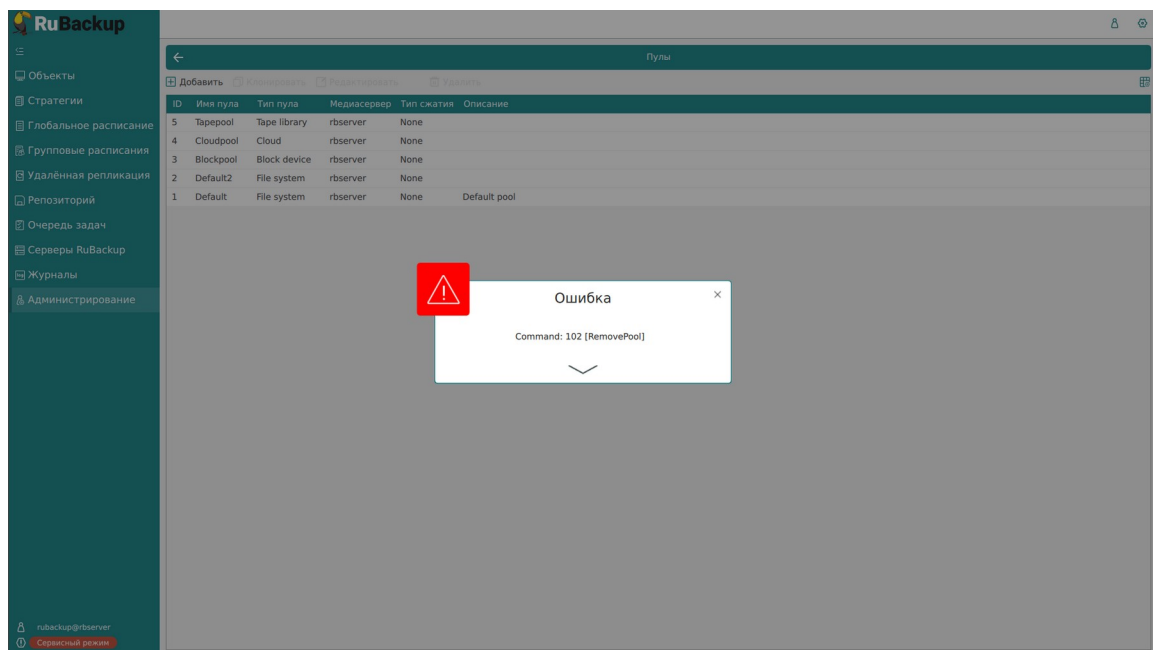 RuBackup
Объекты
Стратегии
Глобальное расписание
Групповые расписания
Удалённая репликация
Репозиторий
Очередь задач
Серверы RuBackup
Журналы
Администрирование
rubackup@rbserver
Сервисный режим
Пулы
Добавить Клонировать Редактировать Удалить
ID Имя пула Тип пула Медиасервер Тип сжатия Описание
5 Tapepool Tape library rbserver None
4 Cloudpool Cloud rbserver None
3 Blockpool Block device rbserver None
2 Default2 File system rbserver None
1 Default File system rbserver None Default pool
Ошибка
Command: 102 [RemovePool]